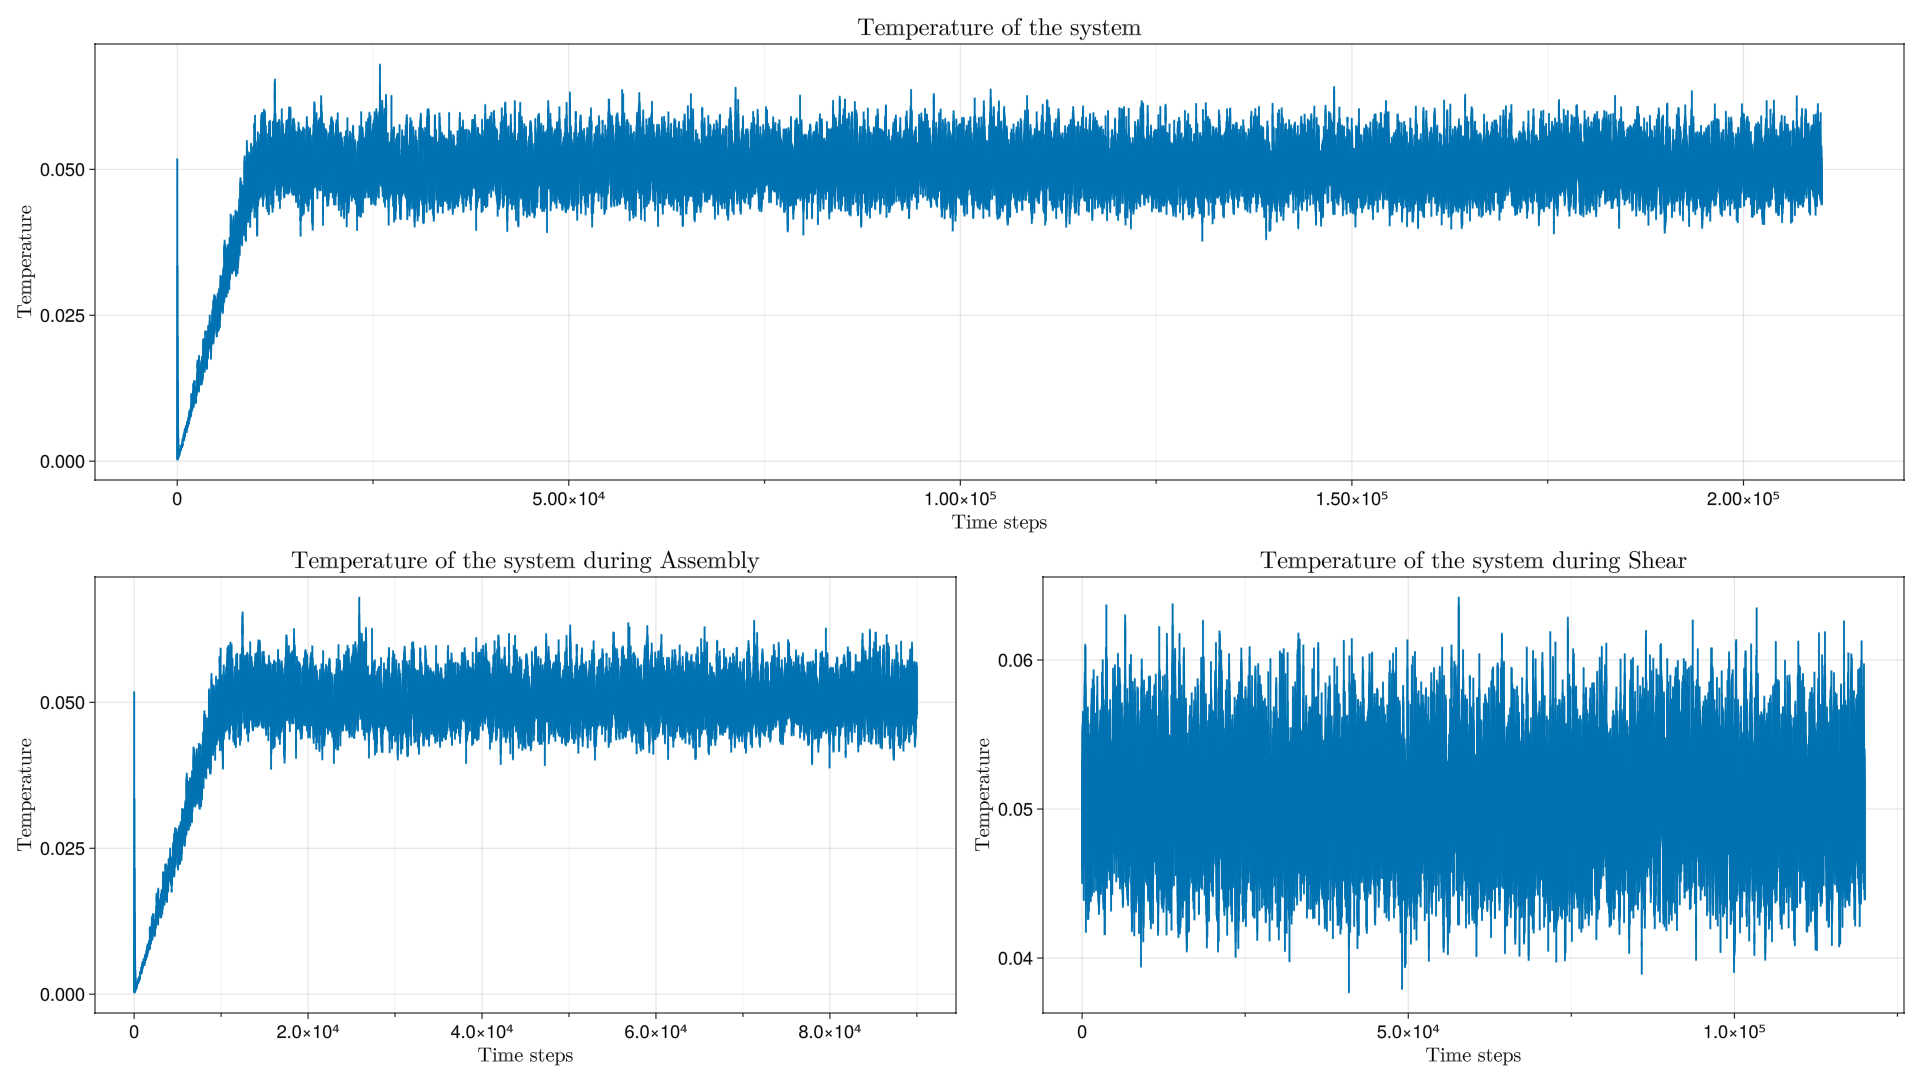 Temperature of the system
Temperature
0.050
0.025
0.000
0 5.00×10⁴ 1.00×10⁵ 1.50×10⁵ 2.00×10⁵
Time steps
Temperature of the system during Assembly
Temperature
0.050
0.025
0.000
0 2.0×10⁴ 4.0×10⁴ 6.0×10⁴ 8.0×10⁴
Time steps
Temperature of the system during Shear
Temperature
0.06
0.05
0.04
0 5.0×10⁴ 1.0×10⁵
Time steps